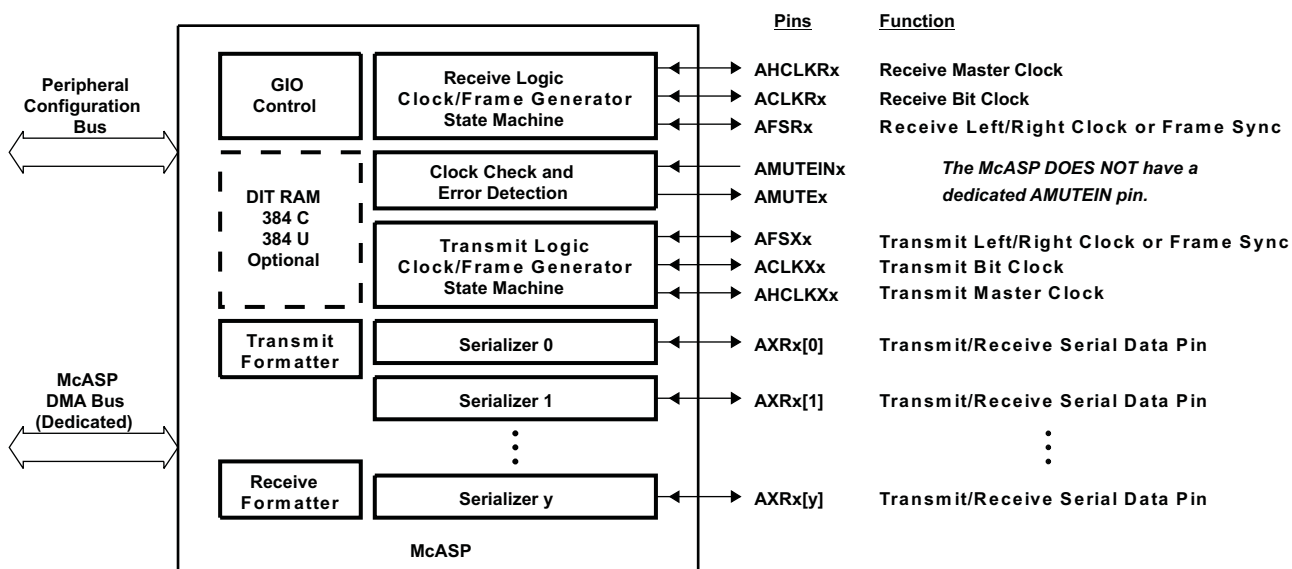 Pins Function
Peripheral
Configuration
Bus
GIO
Control
Receive Logic
Clock/Frame Generator
State Machine
AHCLKRx Receive Master Clock
ACLKRx Receive Bit Clock
AFSRx Receive Left/Right Clock or Frame Sync
DIT RAM
384 C
384 U
Optional
Clock Check and
Error Detection
AMUTEINx
AMUTEx
The McASP DOES NOT have a
dedicated AMUTEIN pin.
Transmit Logic
Clock/Frame Generator
State Machine
AFSXx Transmit Left/Right Clock or Frame Sync
ACLKXx Transmit Bit Clock
AHCLKXx Transmit Master Clock
Transmit
Formatter
Serializer 0
AXRx[0] Transmit/Receive Serial Data Pin
McASP
DMA Bus
(Dedicated)
Serializer 1
AXRx[1] Transmit/Receive Serial Data Pin
Receive
Formatter
Serializer y
AXRx[y] Transmit/Receive Serial Data Pin
McASP